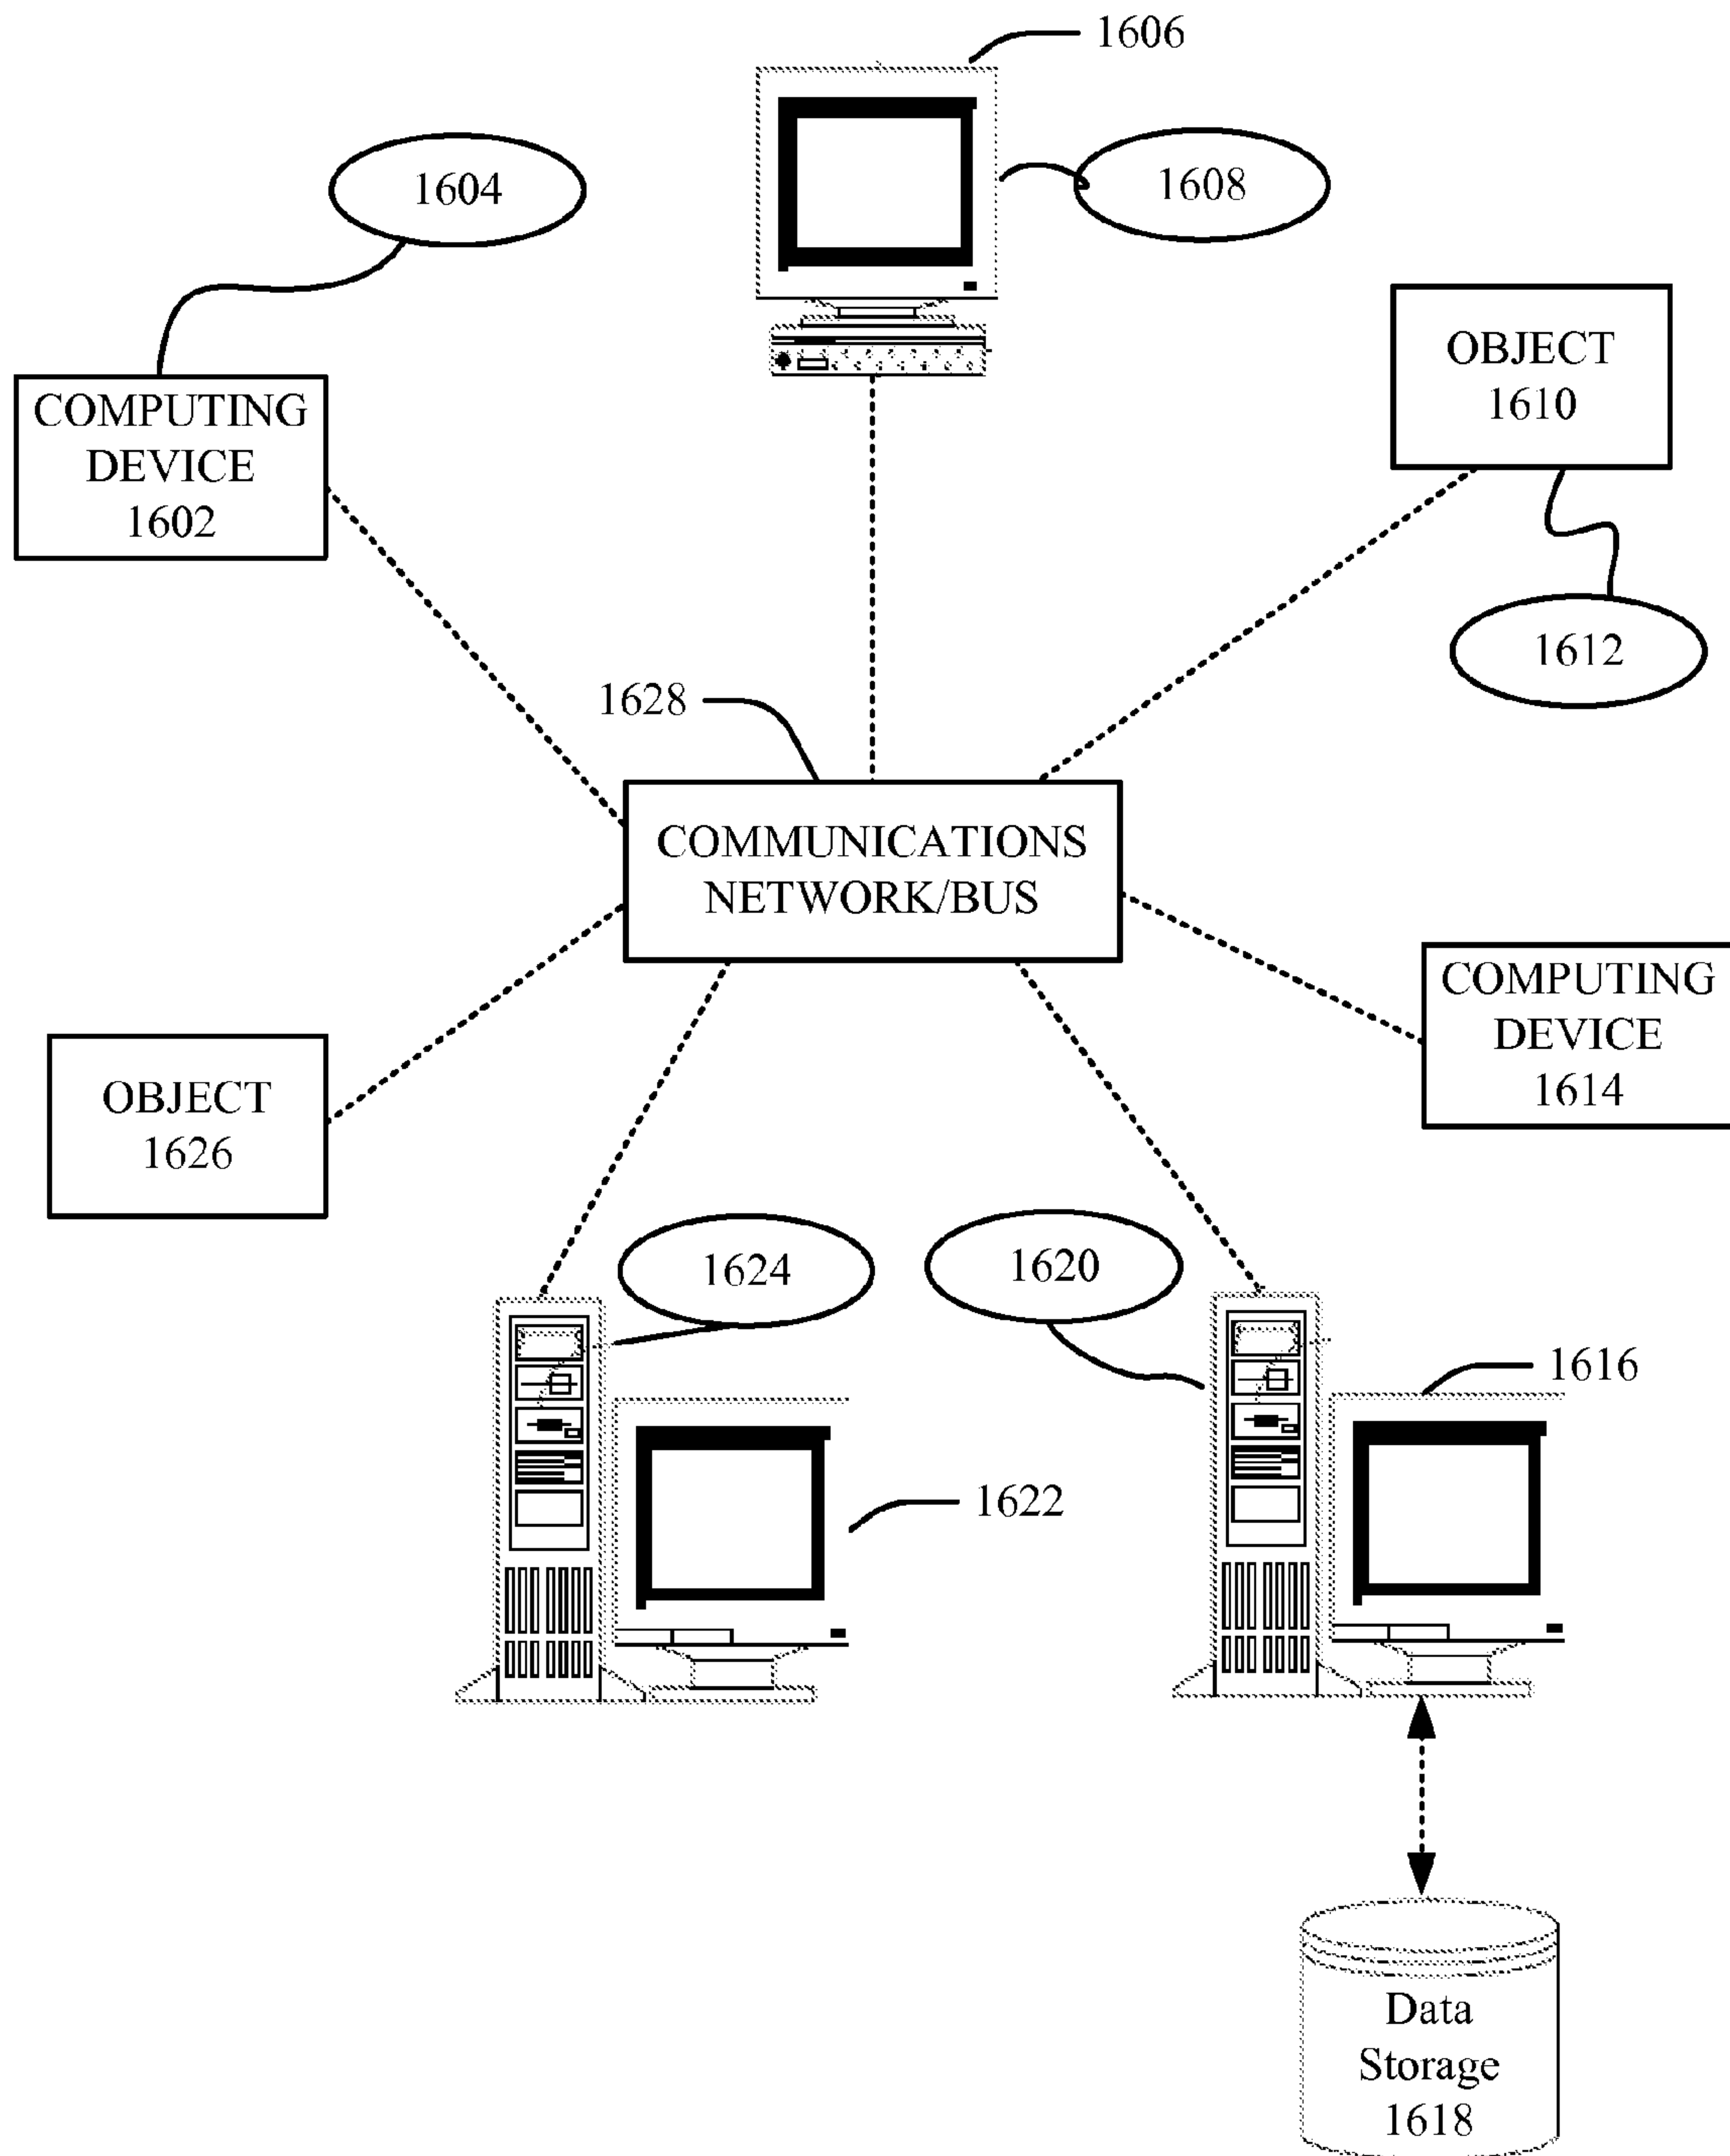 1606
1604
1608
OBJECT
1610
COMPUTING
DEVICE
1602
1612
1628
COMMUNICATIONS
NETWORK/BUS
COMPUTING
DEVICE
1614
OBJECT
1626
1624
1620
1616
1622
Data
Storage
1618